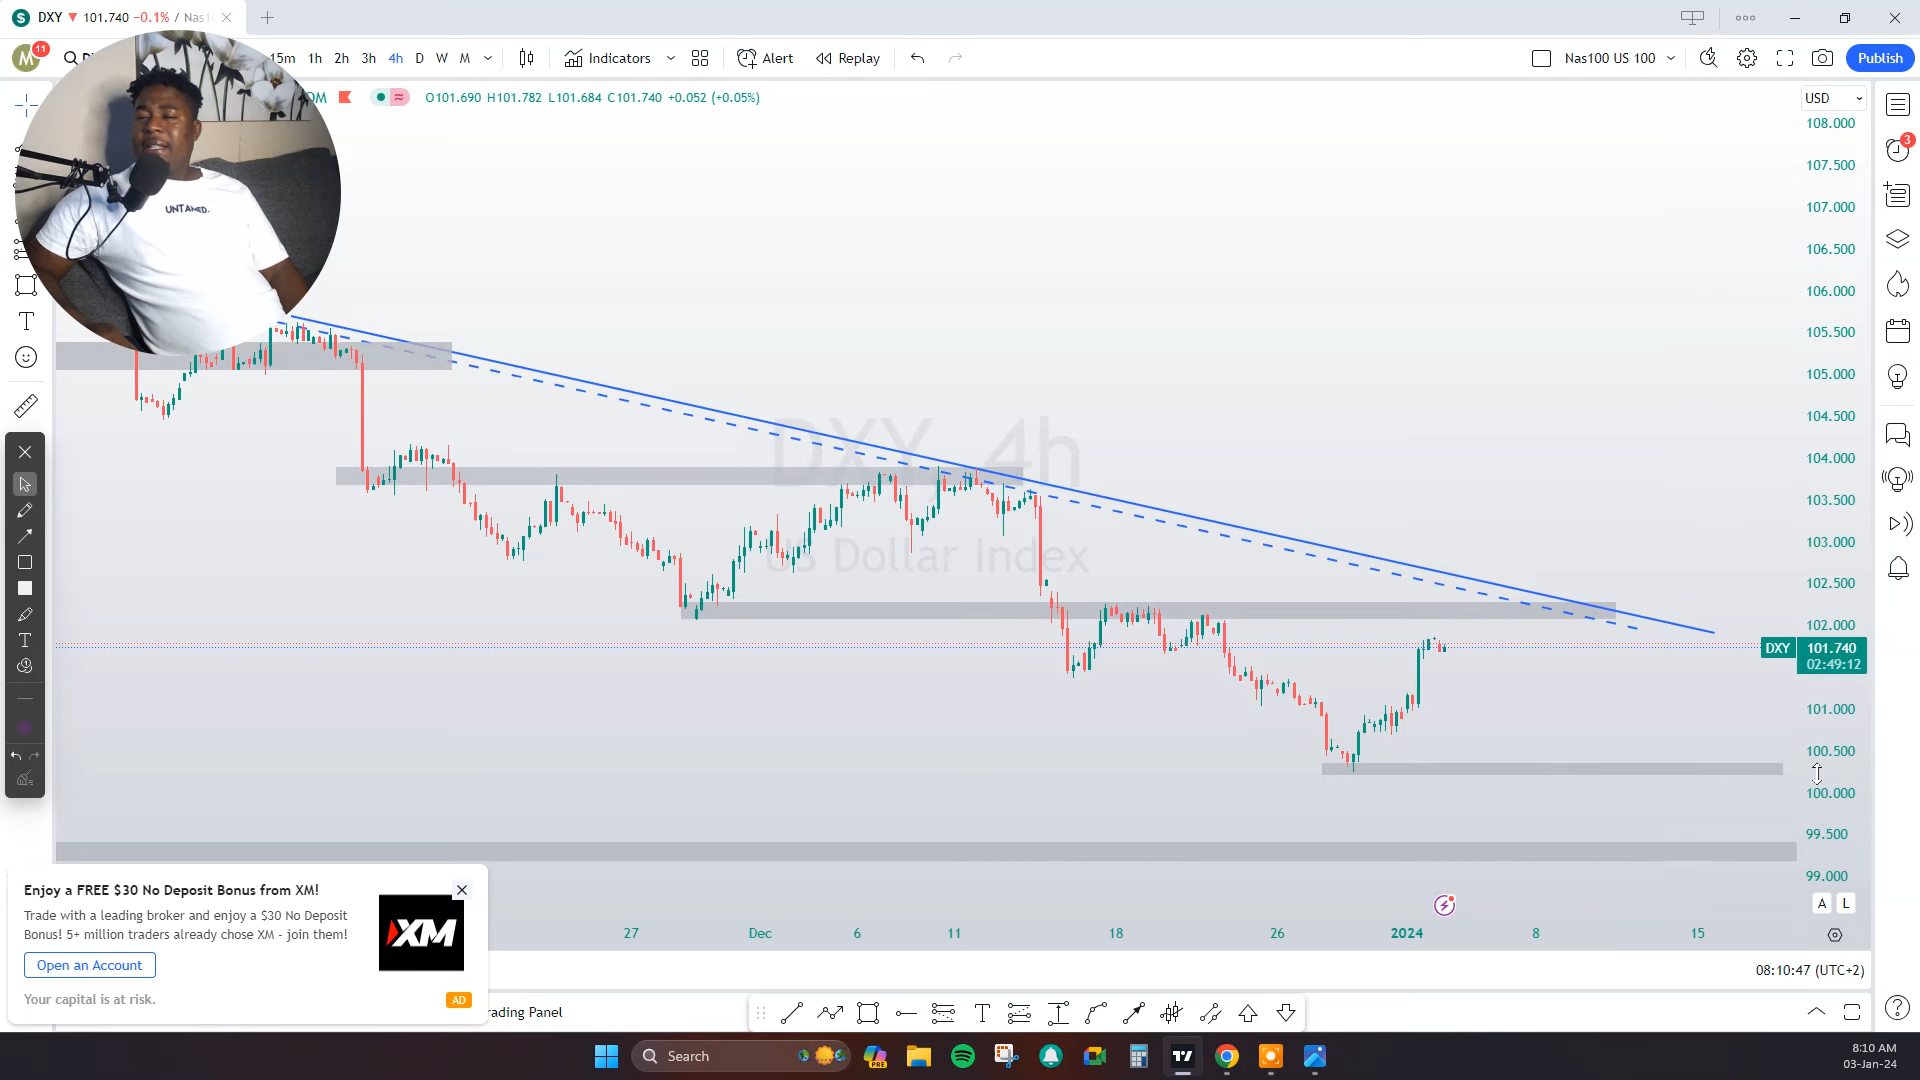 DXY 101.740 −0.1% / Nas1
M 11
15m 1h 2h 3h 4h D W M Indicators Alert Replay Nas100 US 100 Publish
O101.690 H101.782 L101.684 C101.740 +0.052 (+0.05%)
USD
108.000
107.500
107.000
106.500
106.000
105.500
105.000
104.500
104.000
103.500
103.000
102.500
102.000
DXY 101.740
02:49:12
101.000
100.500
100.000
99.500
99.000
3
UNTAMED.
DXY, 4h
US Dollar Index
A L
27 Dec 6 11 18 26 2024 8 15
08:10:47 (UTC+2)
Enjoy a FREE $30 No Deposit Bonus from XM!
Trade with a leading broker and enjoy a $30 No Deposit
Bonus! 5+ million traders already chose XM - join them!
Open an Account
Your capital is at risk.
AD
XM
rading Panel
Search
PRE
8:10 AM
03-Jan-24